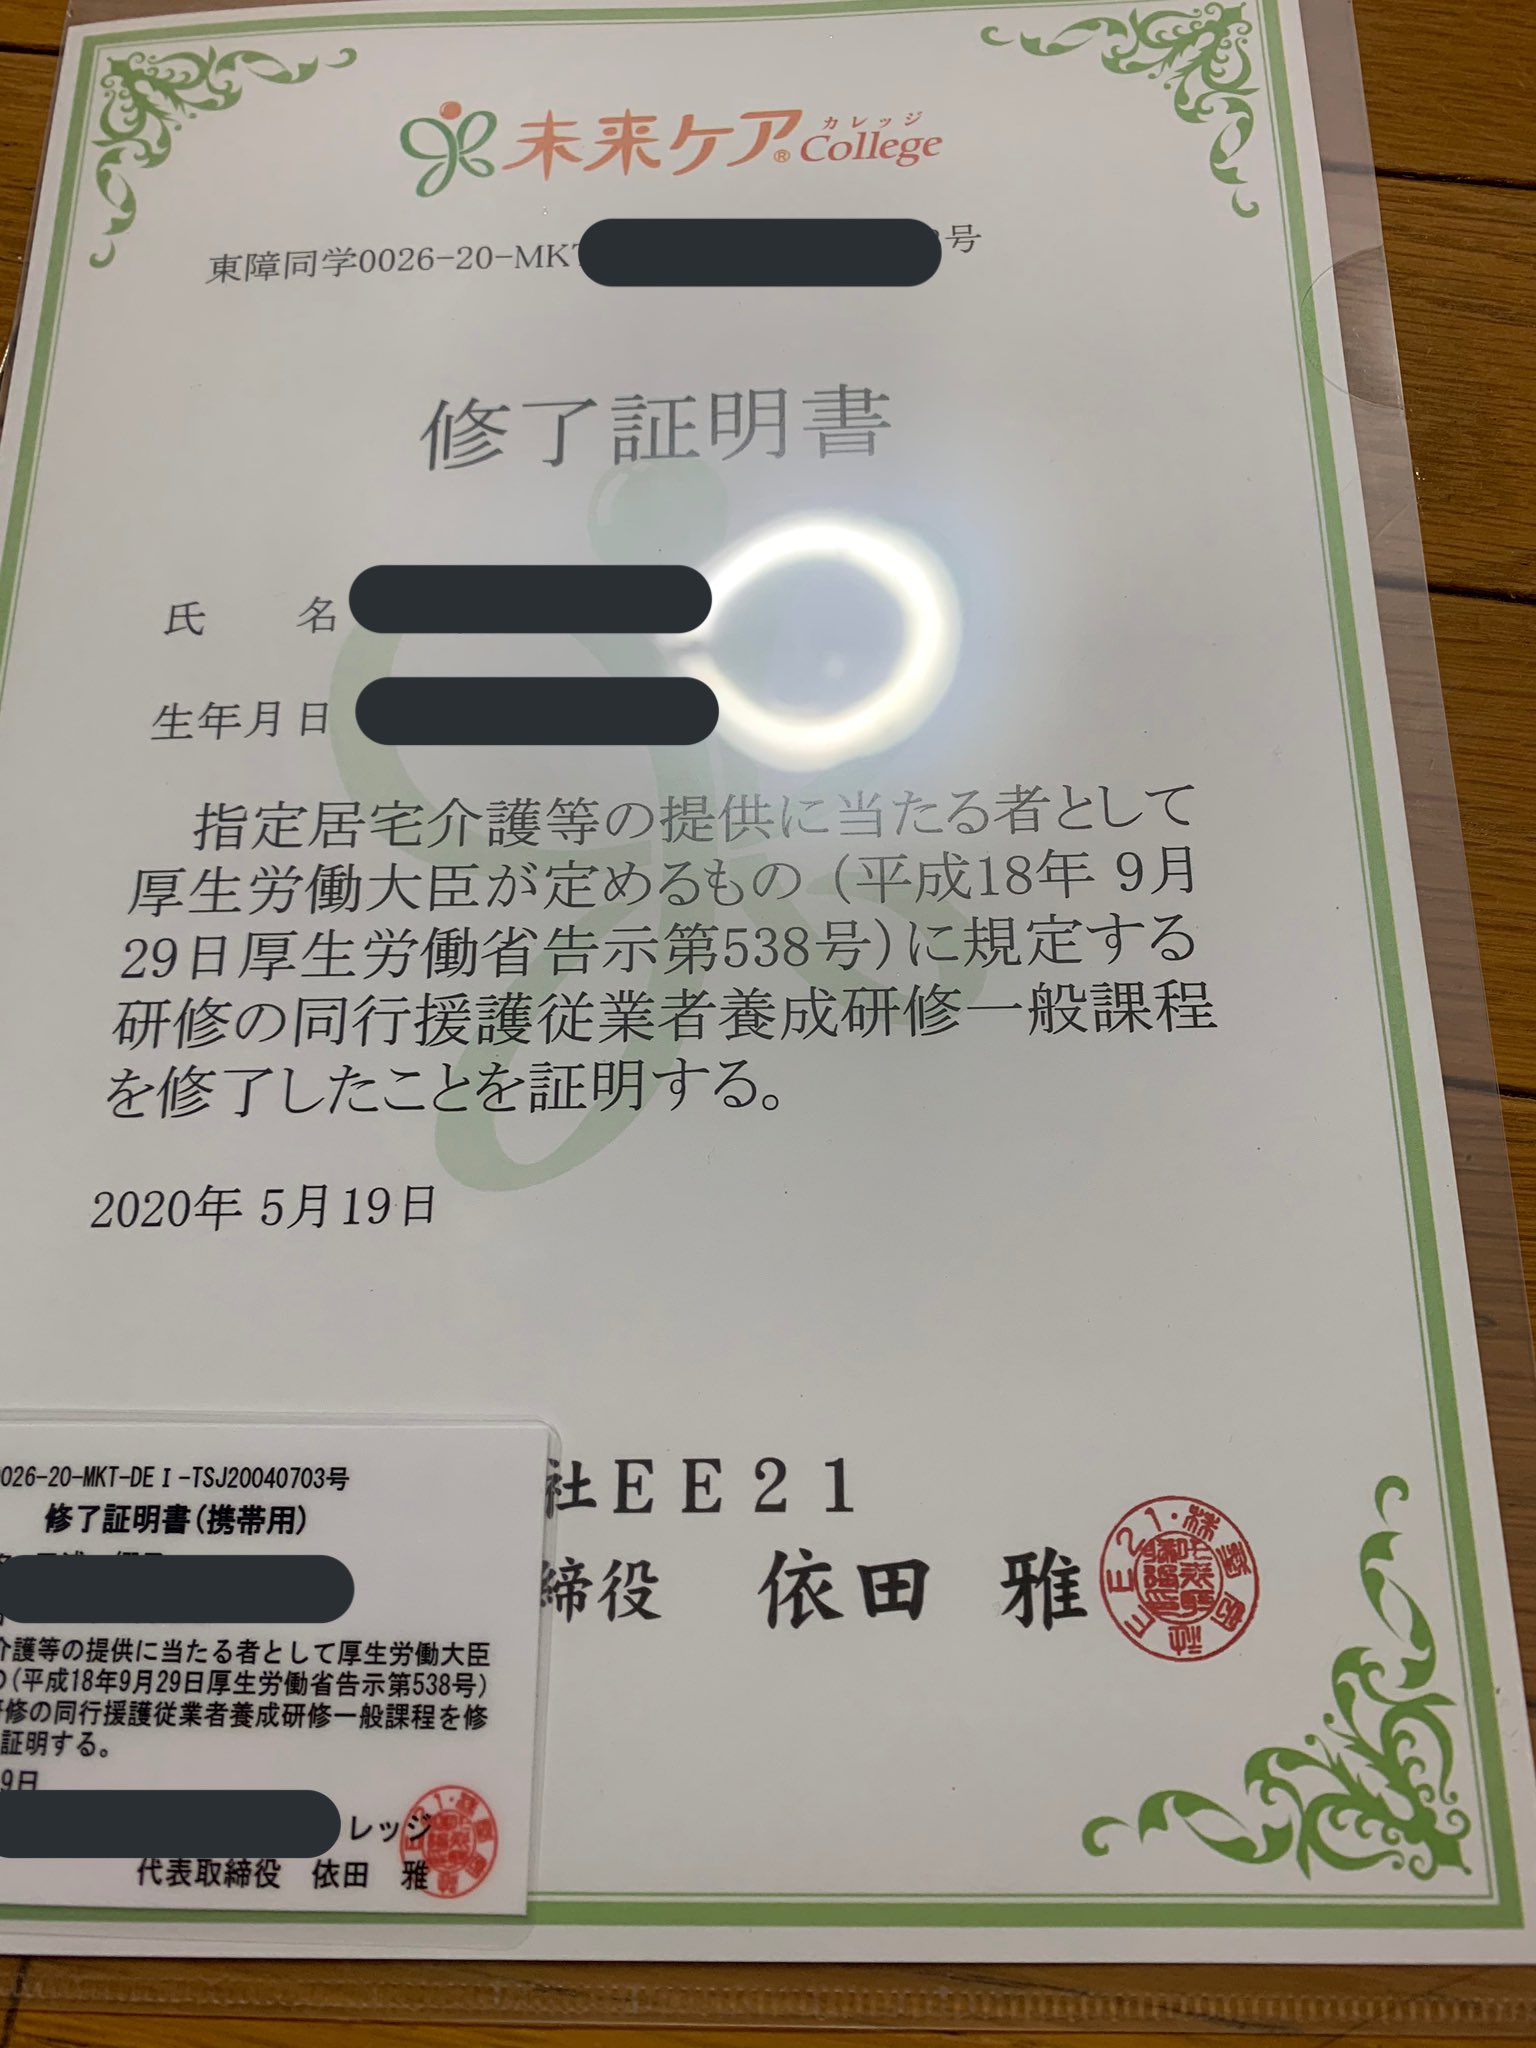 未来ケア®College
カレッジ
東障同学0026-20-MK
号
修了証明書
氏 名
生年月日
指定居宅介護等の提供に当たる者として
厚生労働大臣が定めるもの（平成18年 9月
29日厚生労働省告示第538号)に規定する
研修の同行援護従業者養成研修一般課程
を修了したことを証明する。
2020年 5月19日
社EE21
締役 依田 雅
026-20-MKT-DEⅠ-TSJ20040703号
修了証明書(携帯用)
介護等の提供に当たる者として厚生労働大臣
(平成18年9月29日厚生労働省告示第538号)
修の同行援護従業者養成研修一般課程を修
証明する。
9日
レッジ
代表取締役 依田 雅